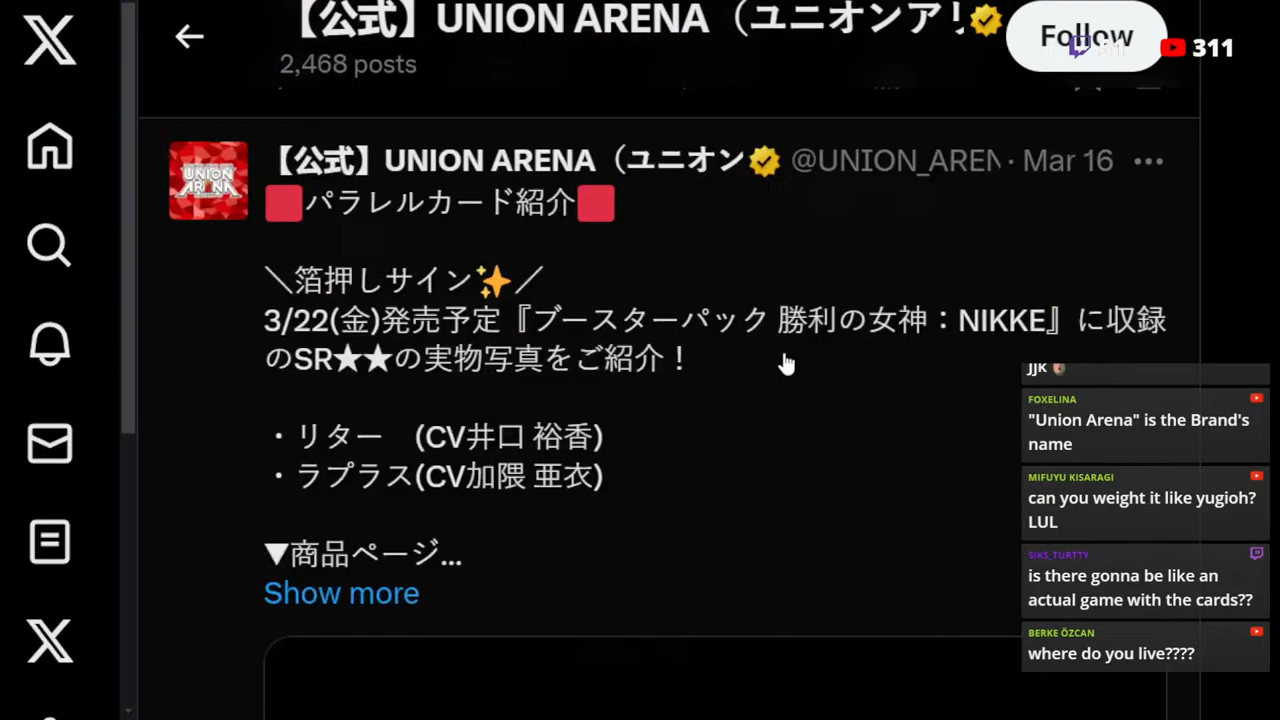 【公式】UNION ARENA（ユニオンアリ
Follow
311
2,468 posts
【公式】UNION ARENA（ユニオン @UNION_AREN · Mar 16
UNION ARENA
🟥パラレルカード紹介🟥
＼箔押しサイン✨／
3/22(金)発売予定『ブースターパック 勝利の女神：NIKKE』に収録
のSR★★の実物写真をご紹介！
・リター　(CV井口 裕香)
・ラプラス(CV加隈 亜衣)
▼商品ページ...
Show more
JJK
FOXELINA
"Union Arena" is the Brand's
name
MIFUYU KISARAGI
can you weight it like yugioh?
LUL
SIKS_TURTTY
is there gonna be like an
actual game with the cards??
BERKE ÖZCAN
where do you live????